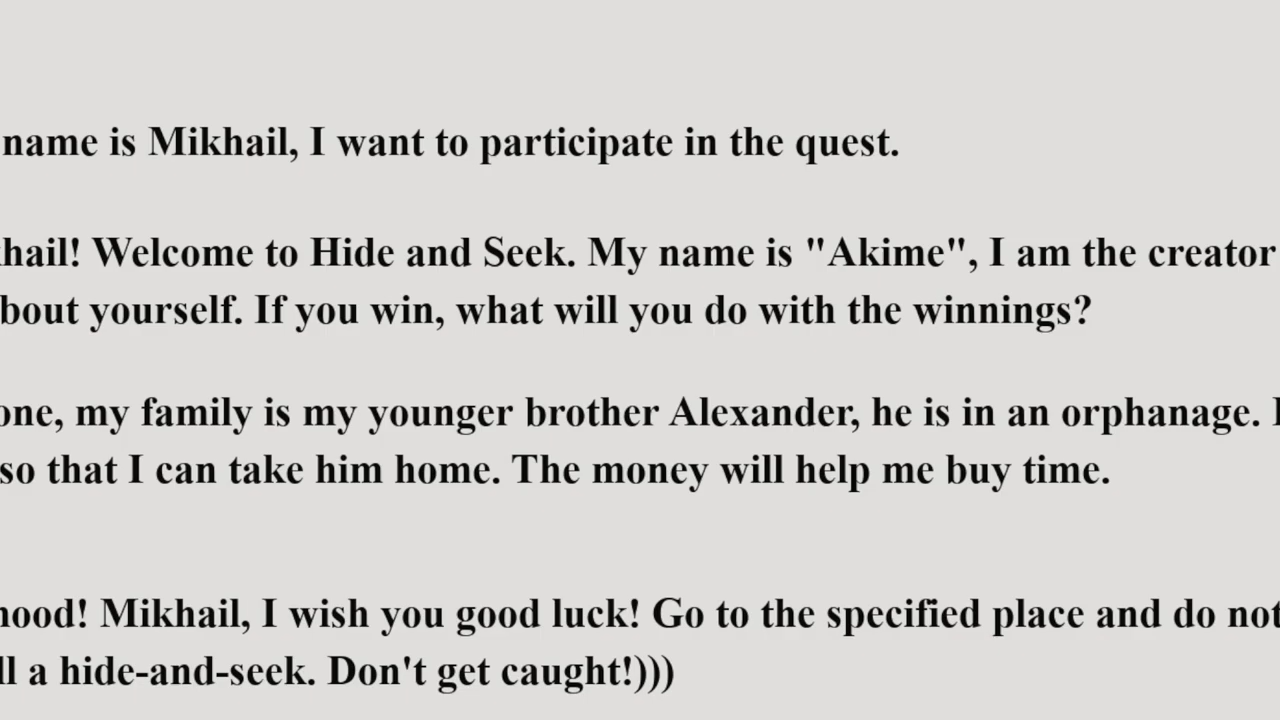 name is Mikhail, I want to participate in the quest.
hail! Welcome to Hide and Seek. My name is "Akime", I am the creator
bout yourself. If you win, what will you do with the winnings?
one, my family is my younger brother Alexander, he is in an orphanage.
so that I can take him home. The money will help me buy time.
nood! Mikhail, I wish you good luck! Go to the specified place and do not
ll a hide-and-seek. Don't get caught!)))